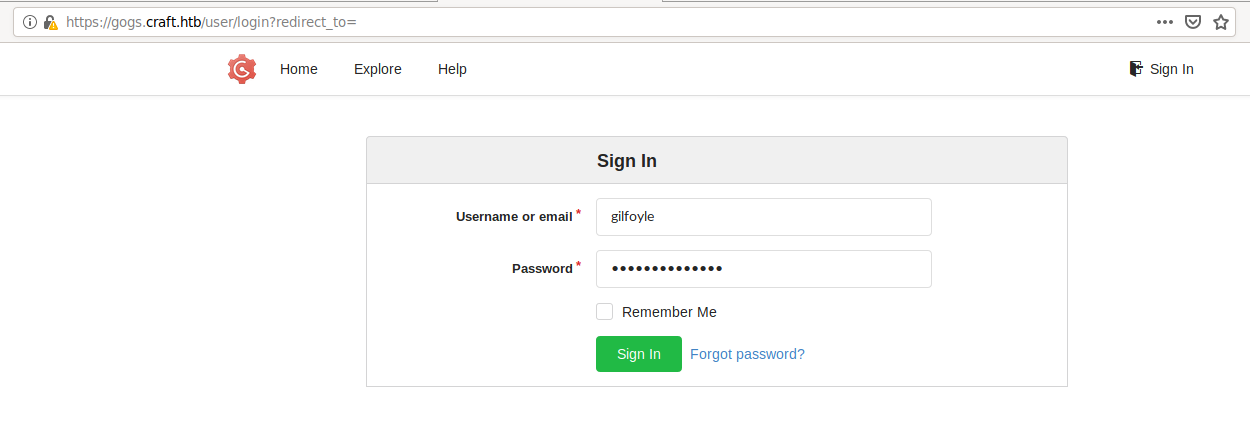 https://gogs.craft.htb/user/login?redirect_to=
Home Explore Help Sign In
Sign In
Username or email * gilfoyle
Password * ••••••••••••••
Remember Me
Sign In Forgot password?